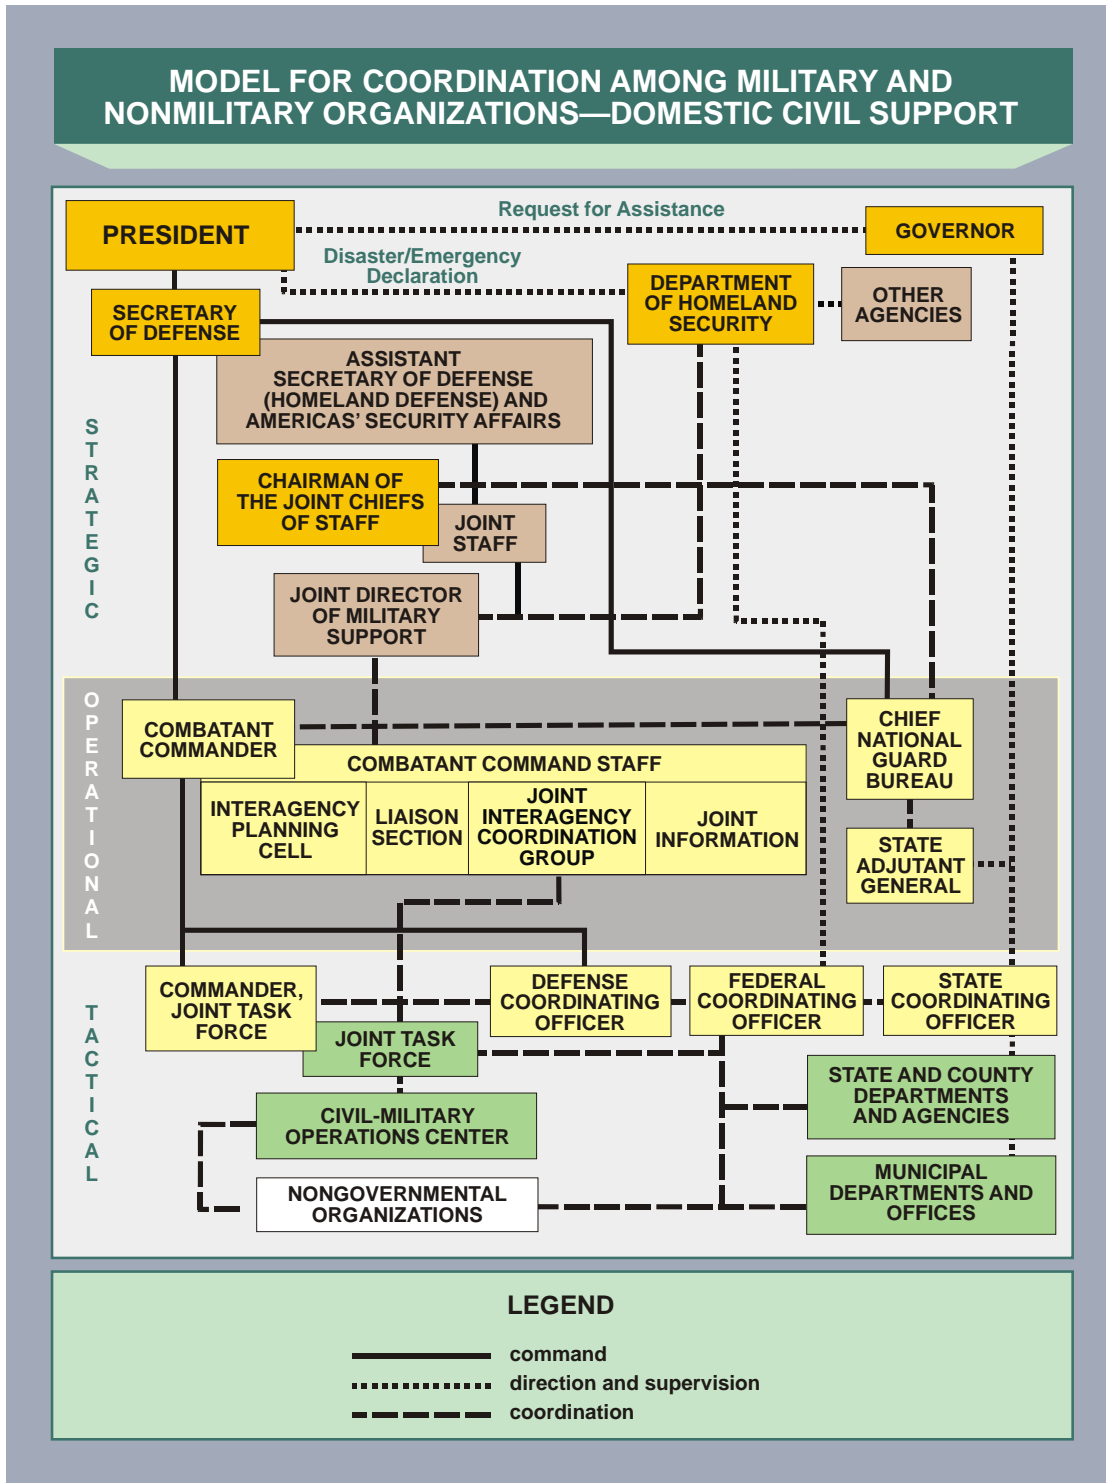 MODEL FOR COORDINATION AMONG MILITARY AND
NONMILITARY ORGANIZATIONS—DOMESTIC CIVIL SUPPORT
PRESIDENT
Request for Assistance
GOVERNOR
Disaster/Emergency
Declaration
SECRETARY
OF DEFENSE
DEPARTMENT
OF HOMELAND
SECURITY
OTHER
AGENCIES
ASSISTANT
SECRETARY OF DEFENSE
(HOMELAND DEFENSE) AND
AMERICAS' SECURITY AFFAIRS
STRATEGIC
CHAIRMAN OF
THE JOINT CHIEFS
OF STAFF
JOINT
STAFF
JOINT DIRECTOR
OF MILITARY
SUPPORT
OPERATIONAL
COMBATANT
COMMANDER
CHIEF
NATIONAL
GUARD
BUREAU
COMBATANT COMMAND STAFF
INTERAGENCY
PLANNING
CELL
LIAISON
SECTION
JOINT
INTERAGENCY
COORDINATION
GROUP
JOINT
INFORMATION
STATE
ADJUTANT
GENERAL
TACTICAL
COMMANDER,
JOINT TASK
FORCE
DEFENSE
COORDINATING
OFFICER
FEDERAL
COORDINATING
OFFICER
STATE
COORDINATING
OFFICER
JOINT TASK
FORCE
STATE AND COUNTY
DEPARTMENTS
AND AGENCIES
CIVIL-MILITARY
OPERATIONS CENTER
NONGOVERNMENTAL
ORGANIZATIONS
MUNICIPAL
DEPARTMENTS AND
OFFICES
LEGEND
command
direction and supervision
coordination